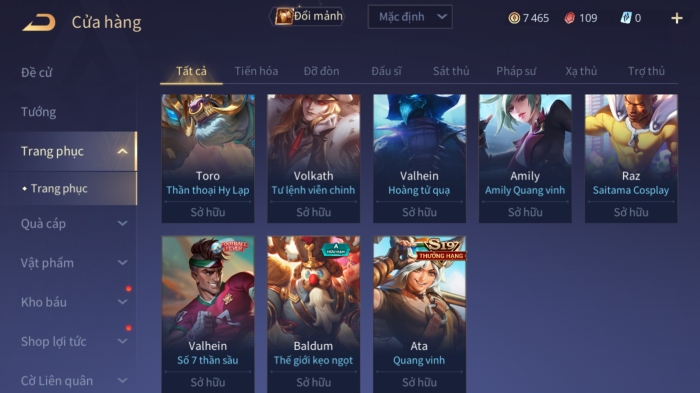 Cửa hàng
Đổi mảnh
Mặc định
7 465
109
0
+
Đề cử
Tướng
Trang phục
Trang phục
Quà cáp
Vật phẩm
Kho báu
Shop lợi tức
Cờ Liên quân
Tất cả Tiến hóa Đỡ đòn Đấu sĩ Sát thủ Pháp sư Xạ thủ Trợ thủ
Toro
Thần thoại Hy Lạp
Sở hữu
Volkath
Tư lệnh viễn chinh
Sở hữu
Valhein
Hoàng tử quạ
Sở hữu
Amily
Amily Quang vinh
Sở hữu
Raz
Saitama Cosplay
Sở hữu
Valhein
Số 7 thần sầu
Sở hữu
A
HỮU HẠN
Baldum
Thế giới kẹo ngọt
Sở hữu
S197
THƯỞNG HẠNG
Ata
Quang vinh
Sở hữu